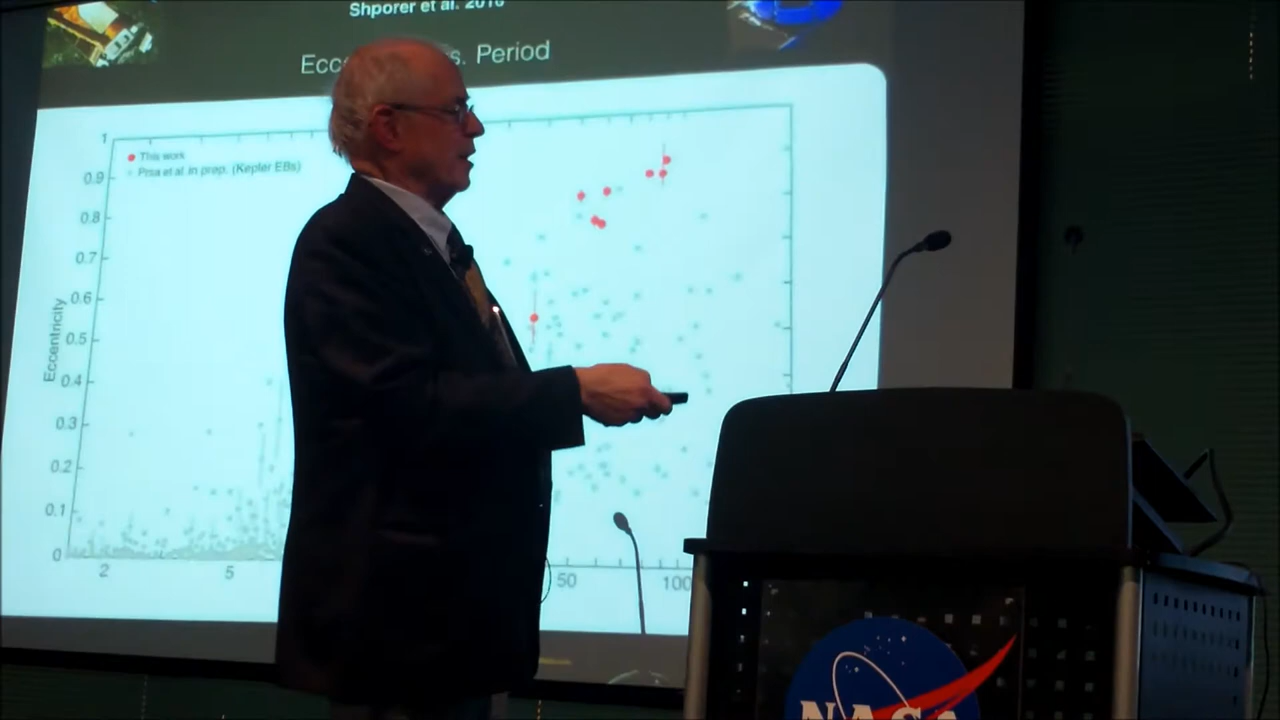 Shporer et al. 2016
Ecc s. Period
1
This work
Prsa et al. in prep. (Kepler EBs)
0.9
0.8
0.7
0.6
0.5
0.4
0.3
0.2
0.1
0
Eccentricity
2
5
50
100
NASA